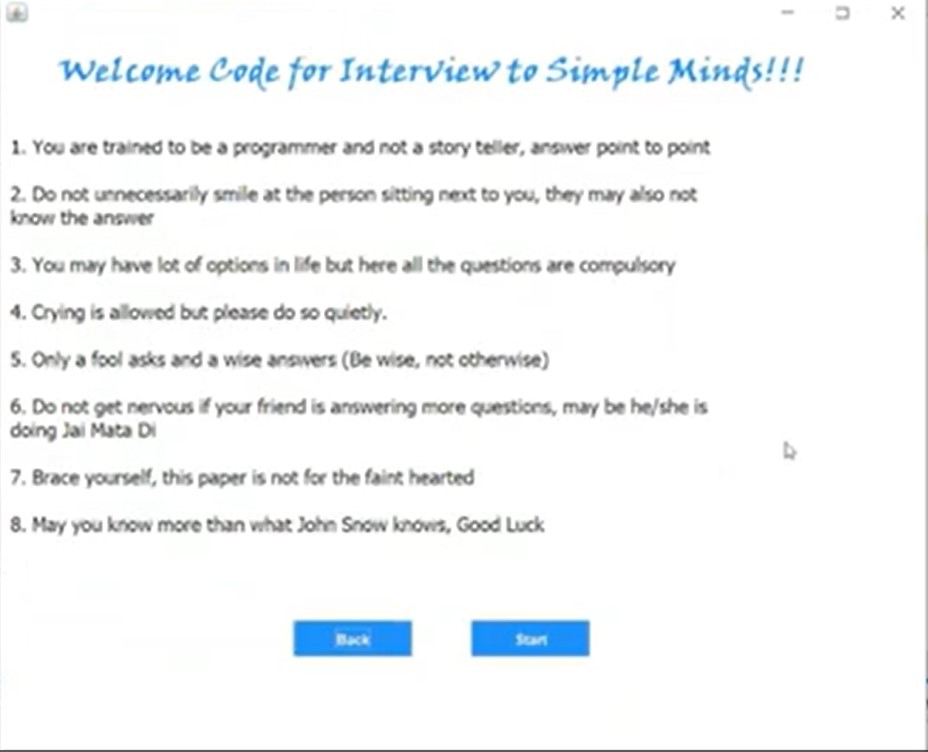 Welcome Code for Interview to Simple Minds!!!
1. You are trained to be a programmer and not a story teller, answer point to point
2. Do not unnecessarily smile at the person sitting next to you, they may also not
know the answer
3. You may have lot of options in life but here all the questions are compulsory
4. Crying is allowed but please do so quietly.
5. Only a fool asks and a wise answers (Be wise, not otherwise)
6. Do not get nervous if your friend is answering more questions, may be he/she is
doing Jai Mata Di
7. Brace yourself, this paper is not for the faint hearted
8. May you know more than what John Snow knows, Good Luck
Back Start